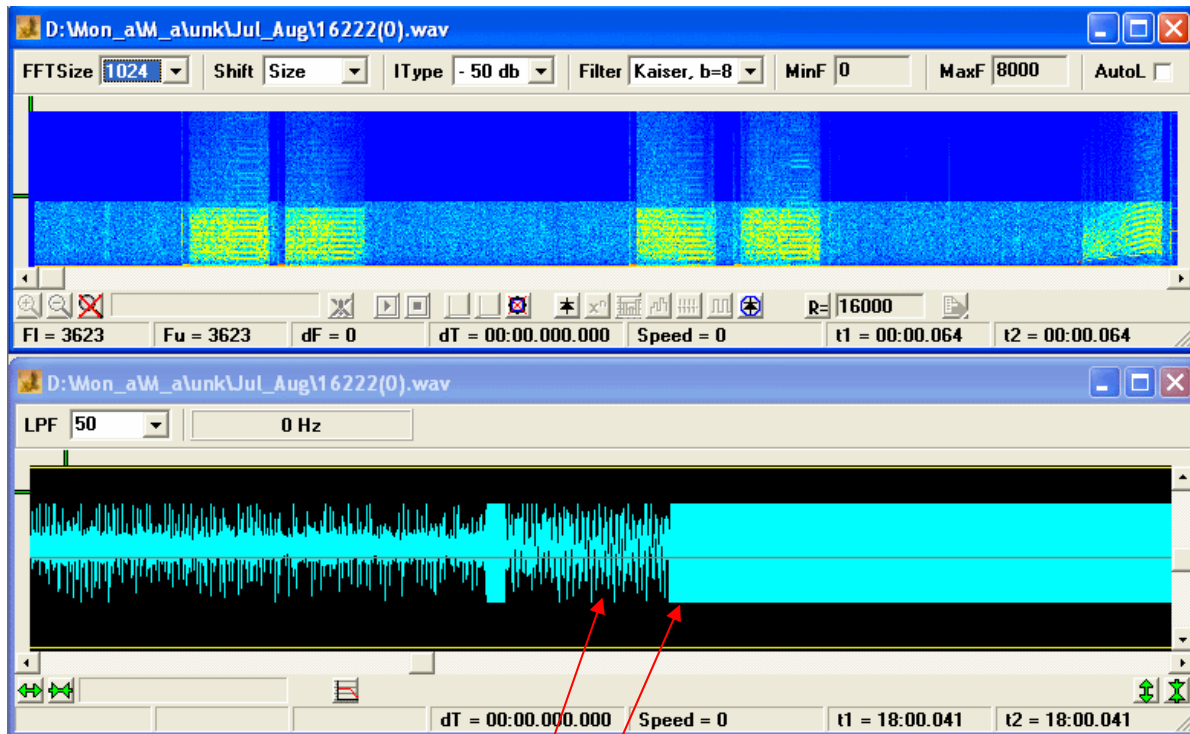 D:\Mon_a\M_a\unk\Jul_Aug\16222(0).wav
FFTSize 1024 Shift Size IType - 50 db Filter Kaiser, b=8 MinF 0 MaxF 8000 AutoL
R= 16000
Fl = 3623 Fu = 3623 dF = 0 dT = 00:00.000.000 Speed = 0 t1 = 00:00.064 t2 = 00:00.064
D:\Mon_a\M_a\unk\Jul_Aug\16222(0).wav
LPF 50 0 Hz
dT = 00:00.000.000 Speed = 0 t1 = 18:00.041 t2 = 18:00.041